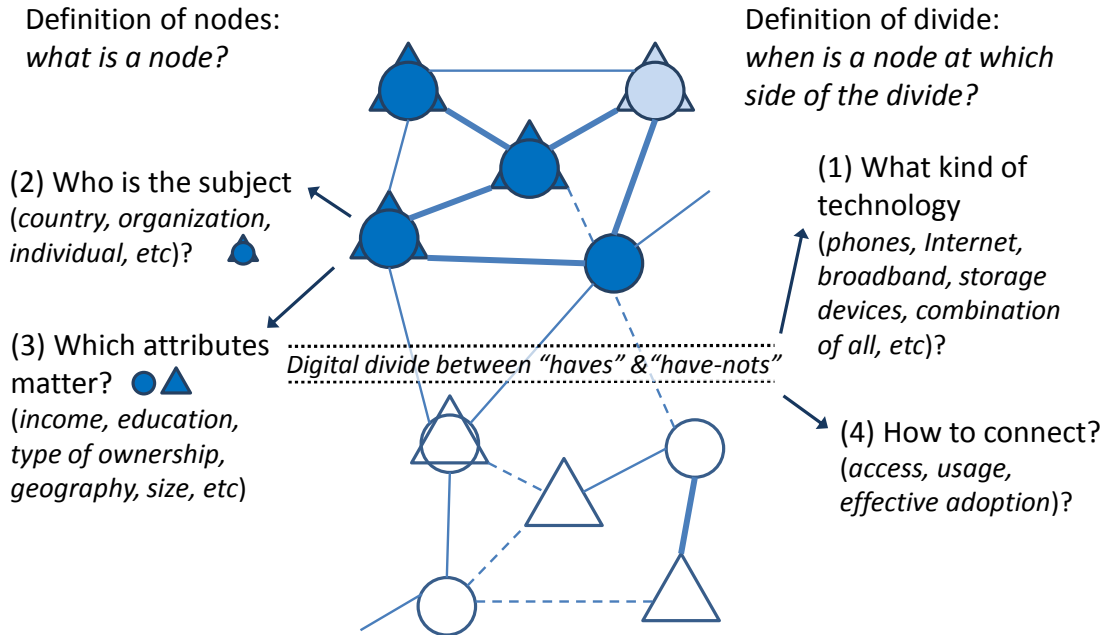 Definition of nodes:
what is a node?
Definition of divide:
when is a node at which
side of the divide?
(2) Who is the subject
(country, organization,
individual, etc)?
(1) What kind of
technology
(phones, Internet,
broadband, storage
devices, combination
of all, etc)?
(3) Which attributes
matter?
(income, education,
type of ownership,
geography, size, etc)
Digital divide between “haves” & “have-nots”
(4) How to connect?
(access, usage,
effective adoption)?